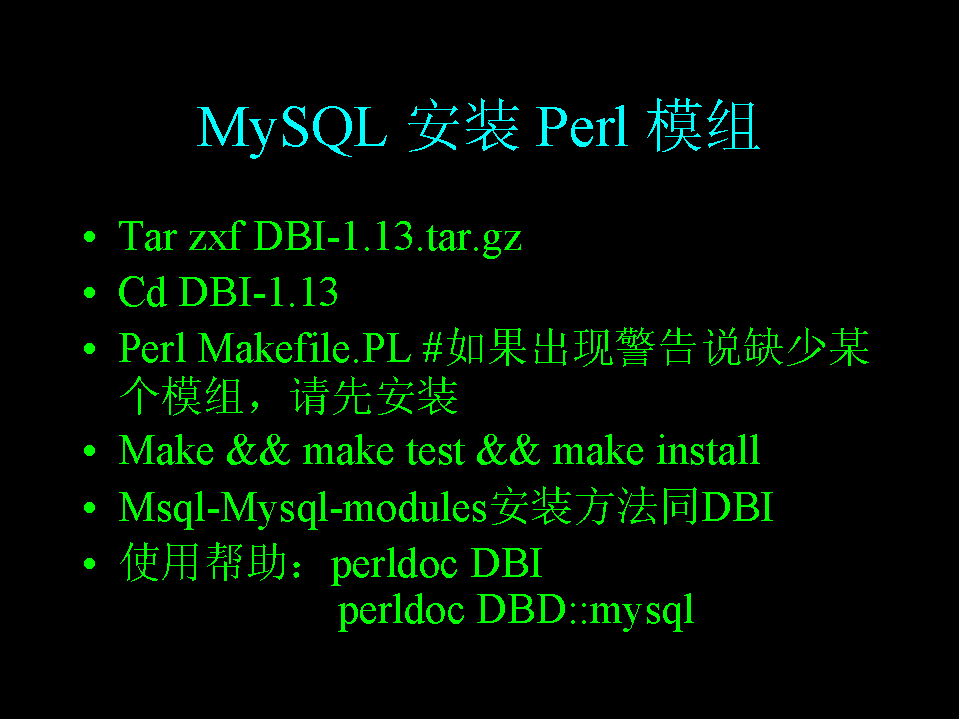 MySQL 安装 Perl 模组
• Tar zxf DBI-1.13.tar.gz
• Cd DBI-1.13
• Perl Makefile.PL #如果出现警告说缺少某
个模组，请先安装
• Make && make test && make install
• Msql-Mysql-modules安装方法同DBI
• 使用帮助：perldoc DBI
perldoc DBD::mysql